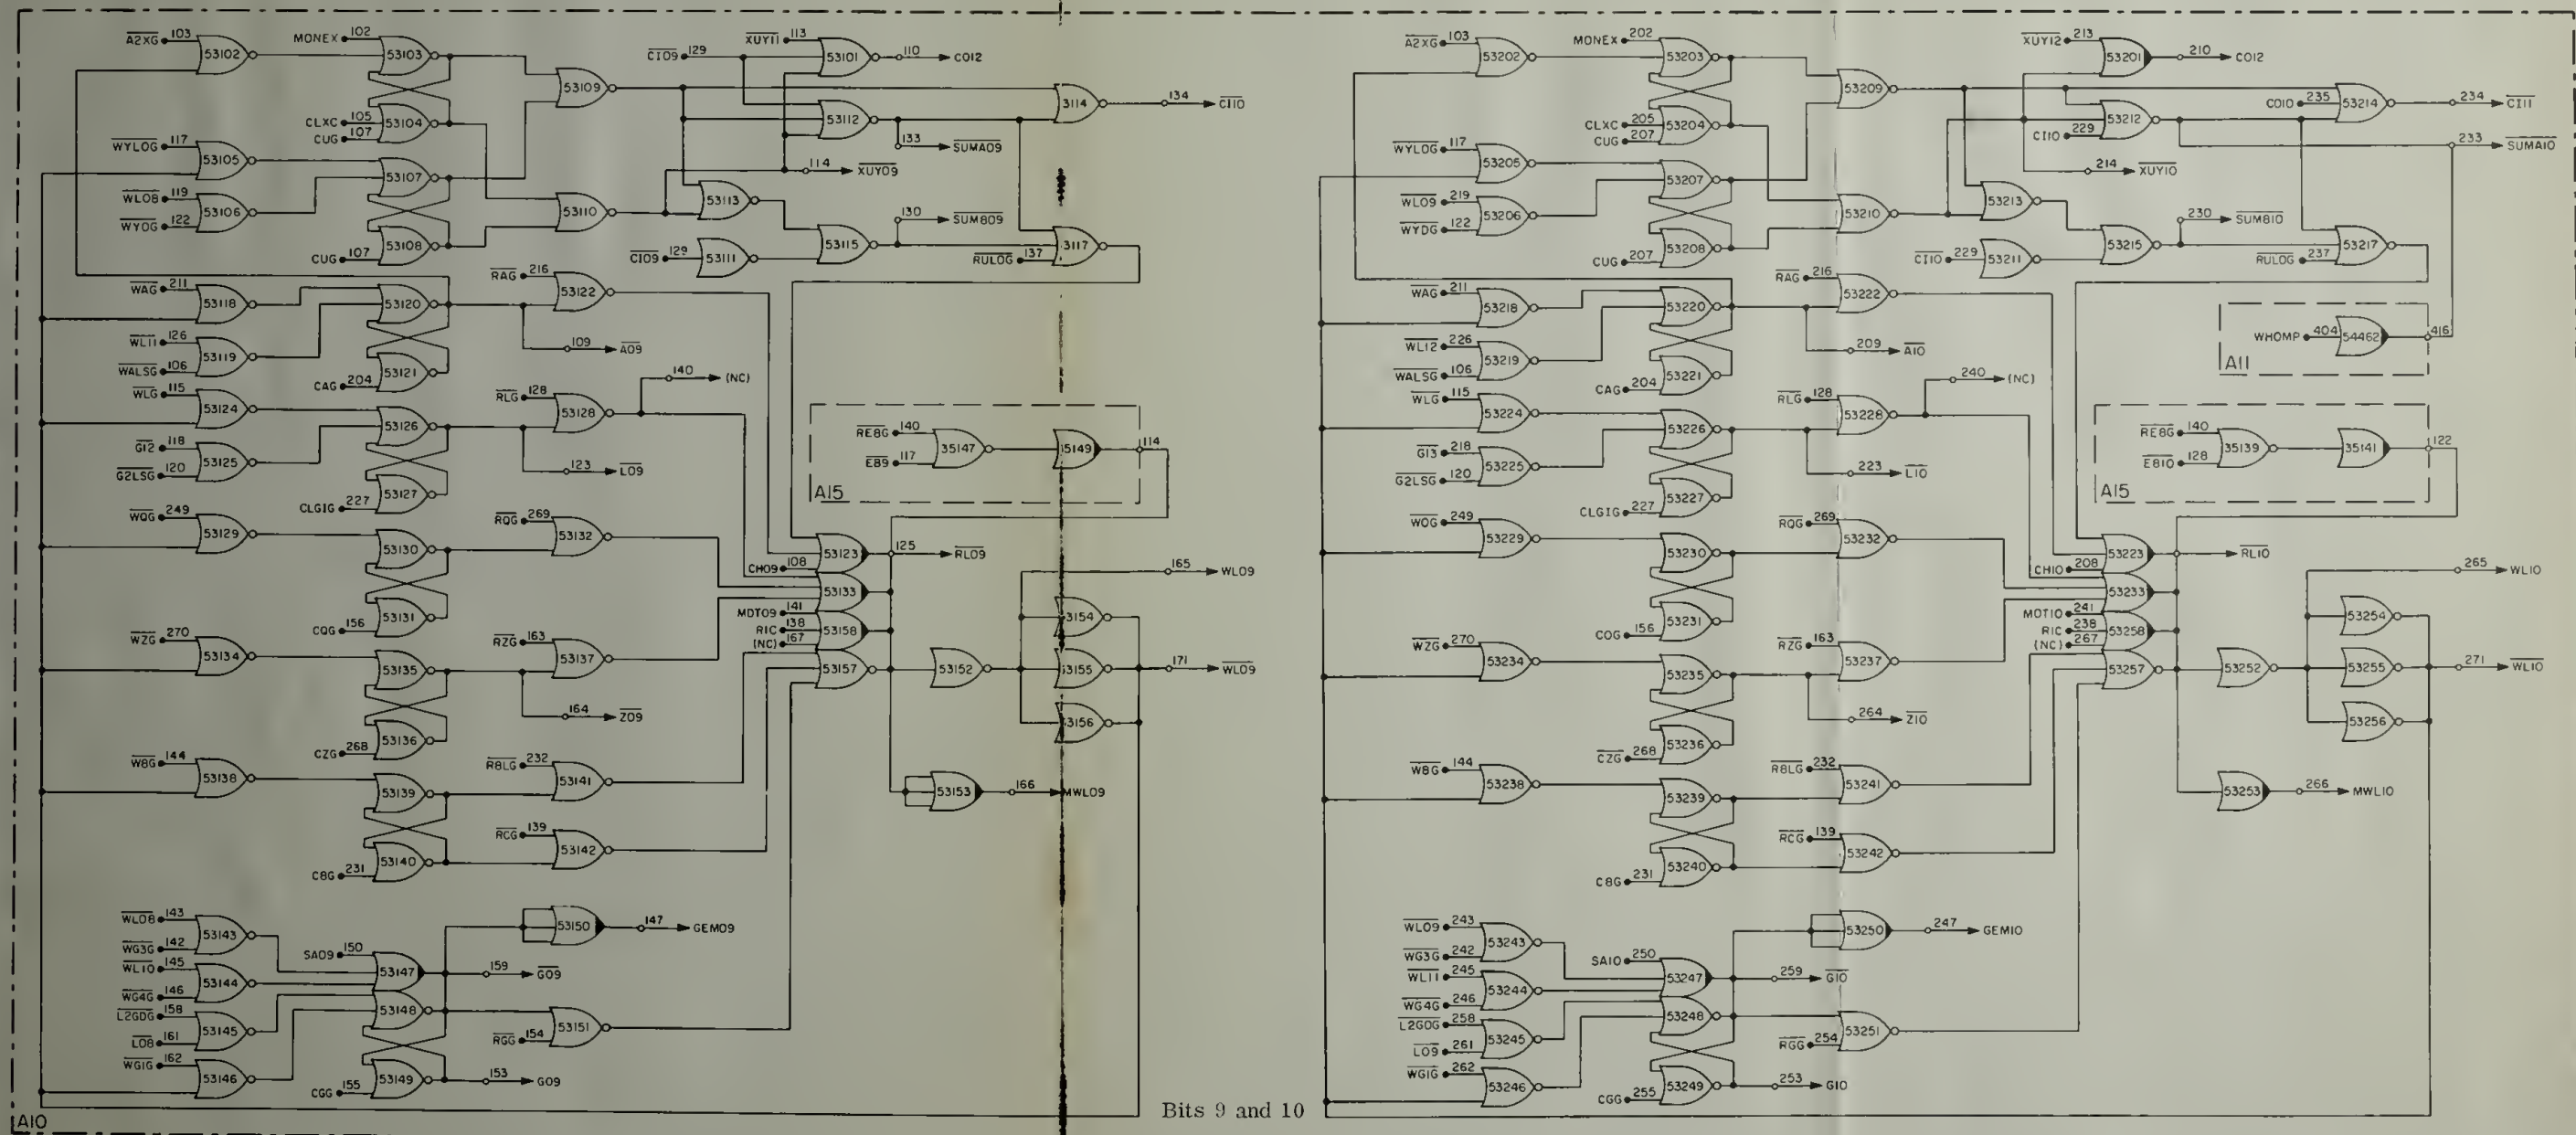 A2XG 103
53102
MONEX 102
53103
CLXC 105
CUG 107
53104
53109
CI09 129
XUY11 113
53101
110 CO12
53112
133 SUMA09
3114
134 CI10
WYLOG 117
53105
WL08 119
WYDG 122
53106
53107
CUG 107
53108
53110
114 XUY09
53113
CI09 129
53111
53115
130 SUMB09
RULOG 137
3117
WAG 211
53118
WL11 126
WALSG 106
53119
53120
CAG 204
53121
RAG 216
53122
109 A09
WLG 115
53124
G12 118
G2LSG 120
53125
53126
CLGIG 227
53127
RLG 128
53128
140 (NC)
123 L09
RE8G 140
EB9 117
35147
35149
114
A15
WQG 249
53129
53130
CQG 156
53131
RQG 269
53132
CH09 108
53123
125 RL09
53133
MDT09 141
RIC 138
(NC) 167
53158
53157
WZG 270
53134
53135
CZG 268
53136
RZG 163
53137
164 Z09
53152
165 WL09
3154
3155
171 WL09
3156
53153
166 MWL09
WBG 144
53138
53139
CBG 231
53140
RBLG 232
53141
RCG 139
53142
WL08 143
WG3G 142
53143
WL10 145
WG4G 146
53144
L2GDG 158
L08 161
53145
WG1G 162
53146
SA09 150
53147
53148
CGG 155
53149
53150
147 GEM09
159 G09
RGG 154
53151
153 G09
A10
Bits 9 and 10
A2XG 103
53202
MONEX 202
53203
CLXC 205
CUG 207
53204
53209
XUY12 213
53201
210 CO12
CO10 235
53214
234 CI11
CI10 229
53212
233 SUMA10
214 XUY10
WYLOG 117
53205
WL09 219
WYDG 122
53206
53207
CUG 207
53208
53210
53213
CI10 229
53211
53215
230 SUMB10
RULOG 237
53217
WHOMP 404
54462
416
A11
WAG 211
53218
WL12 226
WALSG 106
53219
53220
CAG 204
53221
RAG 216
53222
209 A10
WLG 115
53224
G13 218
G2LSG 120
53225
53226
CLGIG 227
53227
RLG 128
53228
240 (NC)
223 L10
RE8G 140
EB10 128
35139
35141
122
A15
WQG 249
53229
53230
CQG 156
53231
RQG 269
53232
CH10 208
53223
RL10
53233
MDT10 241
RIC 238
(NC) 267
53258
53257
WZG 270
53234
53235
CZG 268
53236
RZG 163
53237
264 Z10
53252
265 WL10
53254
53255
271 WL10
53256
53253
266 MWL10
WBG 144
53238
53239
CBG 231
53240
RBLG 232
53241
RCG 139
53242
WL09 243
WG3G 242
53243
WL11 245
WG4G 246
53244
L2GDG 258
L09 261
53245
WG1G 262
53246
SA10 250
53247
53248
CGG 255
53249
53250
247 GEM10
259 G10
RGG 254
53251
253 G10